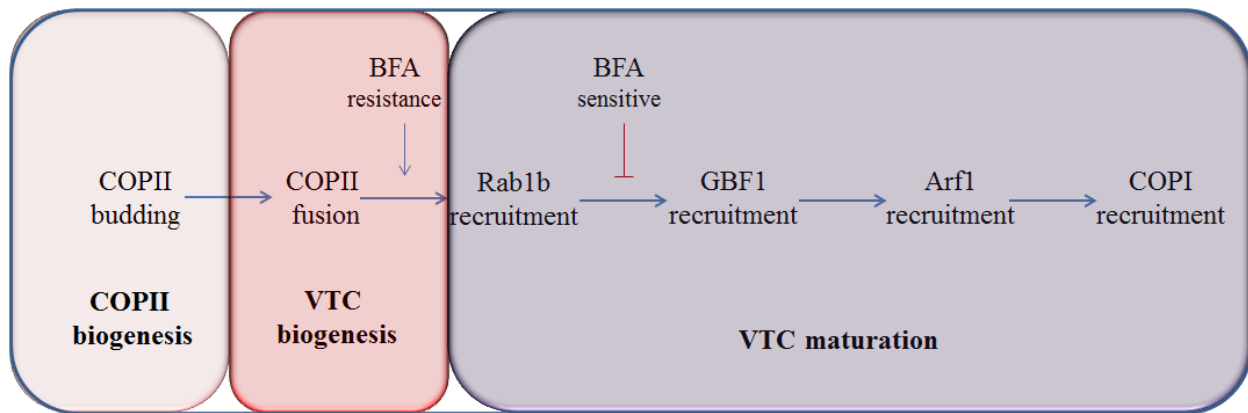 BFA
resistance
BFA
sensitive
COPII
budding
COPII
fusion
Rab1b
recruitment
GBF1
recruitment
Arf1
recruitment
COPI
recruitment
COPII
biogenesis
VTC
biogenesis
VTC maturation